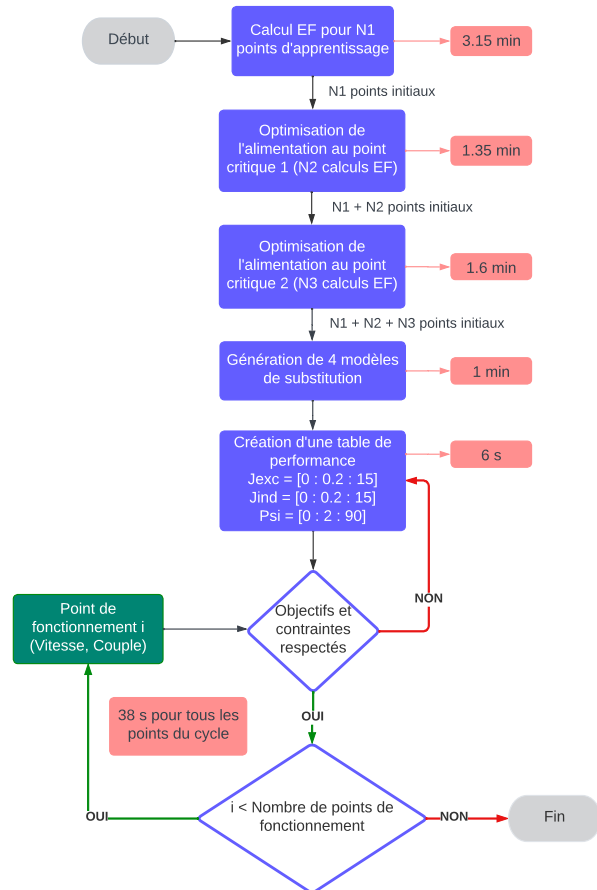 Début
Calcul EF pour N1
points d'apprentissage
3.15 min
N1 points initiaux
Optimisation de
l'alimentation au point
critique 1 (N2 calculs EF)
1.35 min
N1 + N2 points initiaux
Optimisation de
l'alimentation au point
critique 2 (N3 calculs EF)
1.6 min
N1 + N2 + N3 points initiaux
Génération de 4 modèles
de substitution
1 min
Création d'une table de
performance
Jexc = [0 : 0.2 : 15]
Jind = [0 : 0.2 : 15]
Psi = [0 : 2 : 90]
6 s
NON
Point de
fonctionnement i
(Vitesse, Couple)
Objectifs et
contraintes
respectés
38 s pour tous les
points du cycle
OUI
i < Nombre de points de
fonctionnement
OUI
NON
Fin